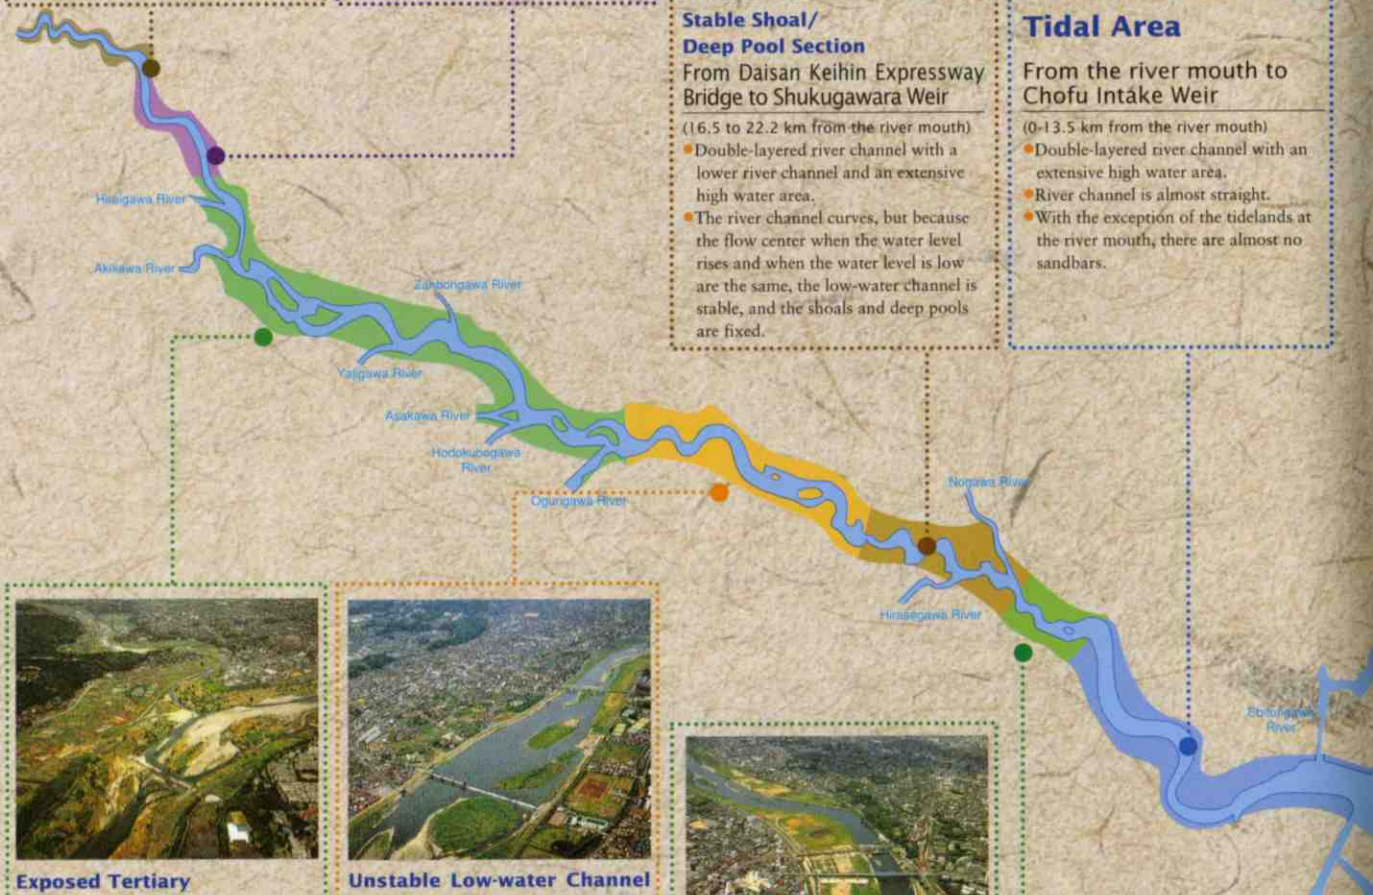 Stable Shoal/
Deep Pool Section
From Daisan Keihin Expressway
Bridge to Shukugawara Weir
(16.5 to 22.2 km from the river mouth)
Double-layered river channel with a
lower river channel and an extensive
high water area.
The river channel curves, but because
the flow center when the water level
rises and when the water level is low
are the same, the low-water channel is
stable, and the shoals and deep pools
are fixed.
Tidal Area
From the river mouth to
Chofu Intake Weir
(0-13.5 km from the river mouth)
Double-layered river channel with an
extensive high water area.
River channel is almost straight.
With the exception of the tidelands at
the river mouth, there are almost no
sandbars.
River
Akikawa River
Zanborigawa River
Yajigawa River
Asakawa River
Hodokubogawa
River
Ogurigawa River
Nogawa River
Hirasegawa River
River
Exposed Tertiary
Unstable Low-water Channel